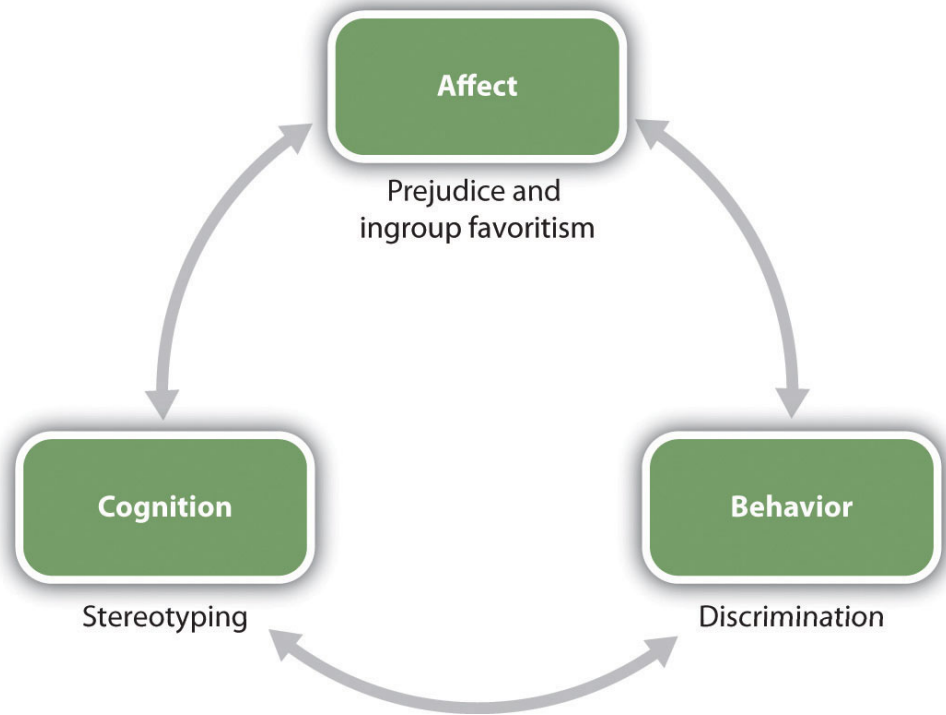 Affect
Prejudice and
ingroup favoritism
Cognition
Stereotyping
Behavior
Discrimination